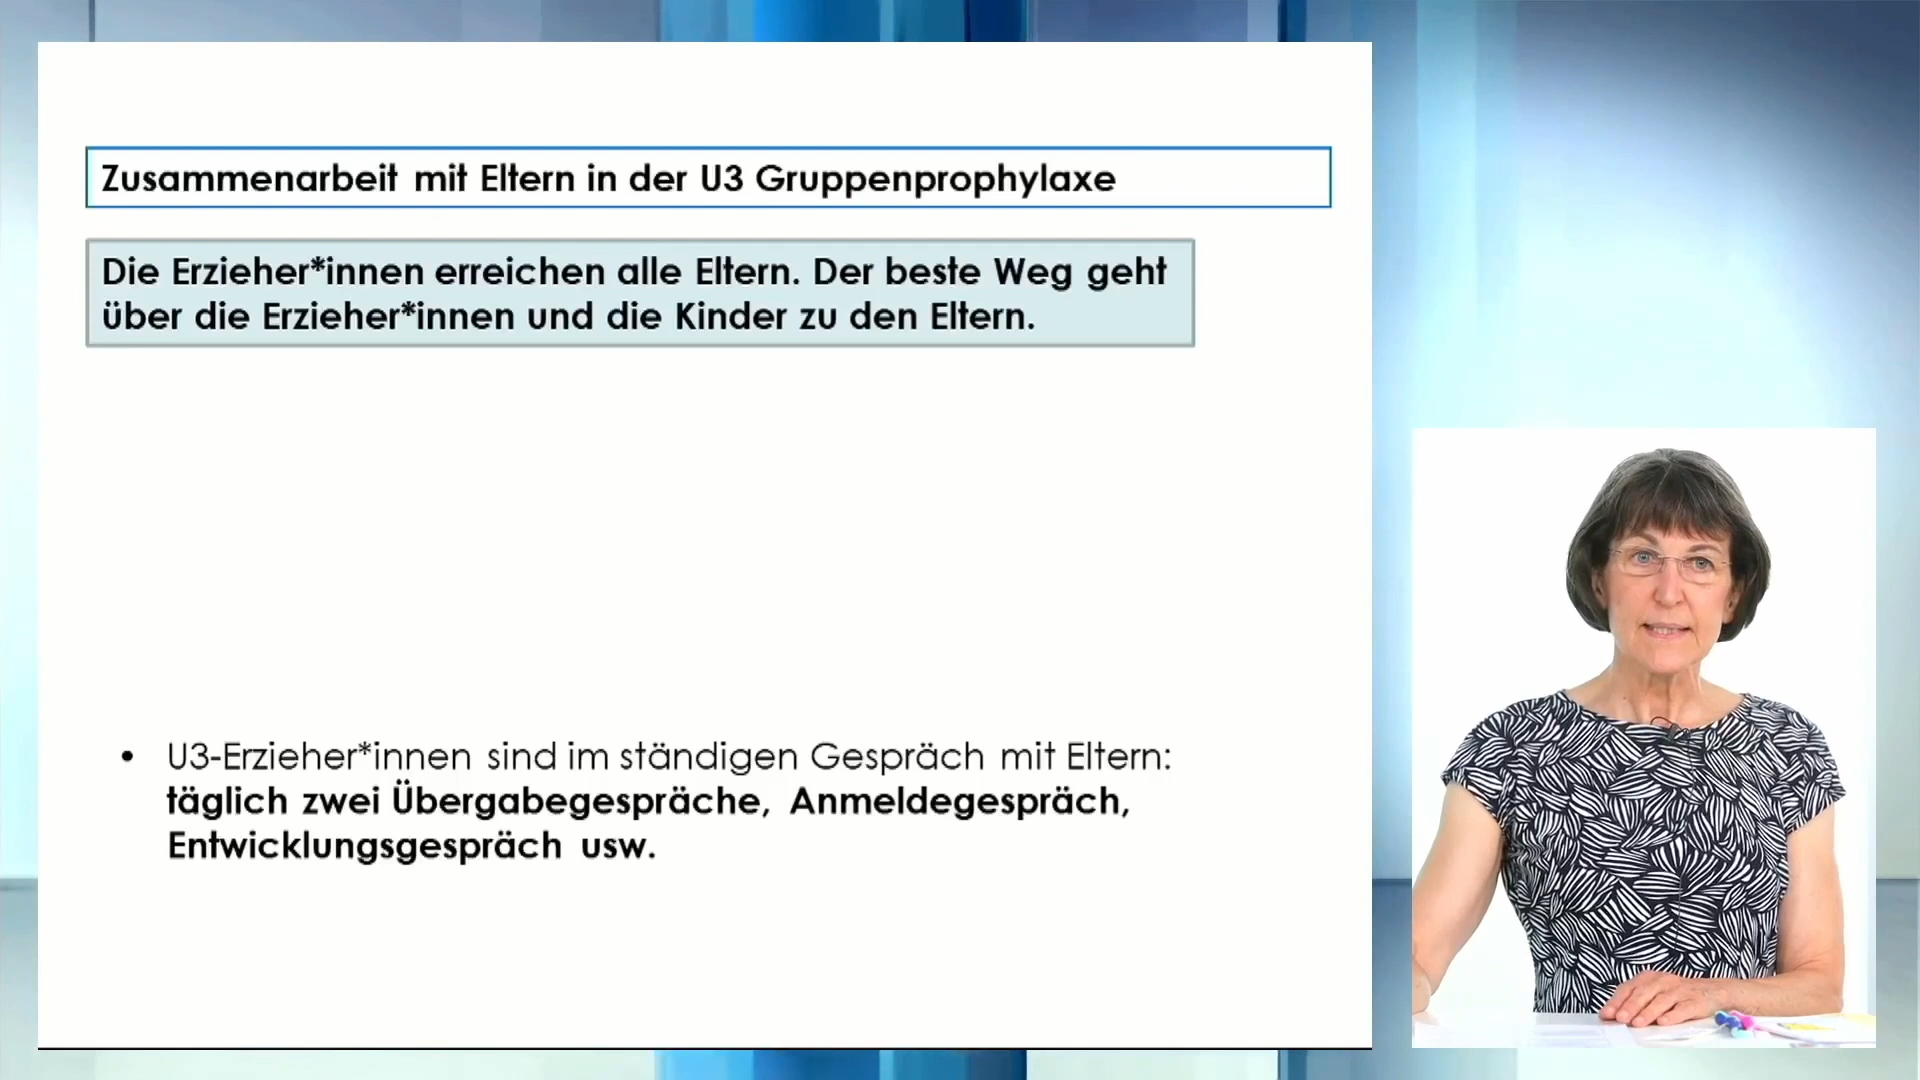 Zusammenarbeit mit Eltern in der U3 Gruppenprophylaxe
Die Erzieher*innen erreichen alle Eltern. Der beste Weg geht
über die Erzieher*innen und die Kinder zu den Eltern.
• U3-Erzieher*innen sind im ständigen Gespräch mit Eltern:
täglich zwei Übergabegespräche, Anmeldegespräch,
Entwicklungsgespräch usw.